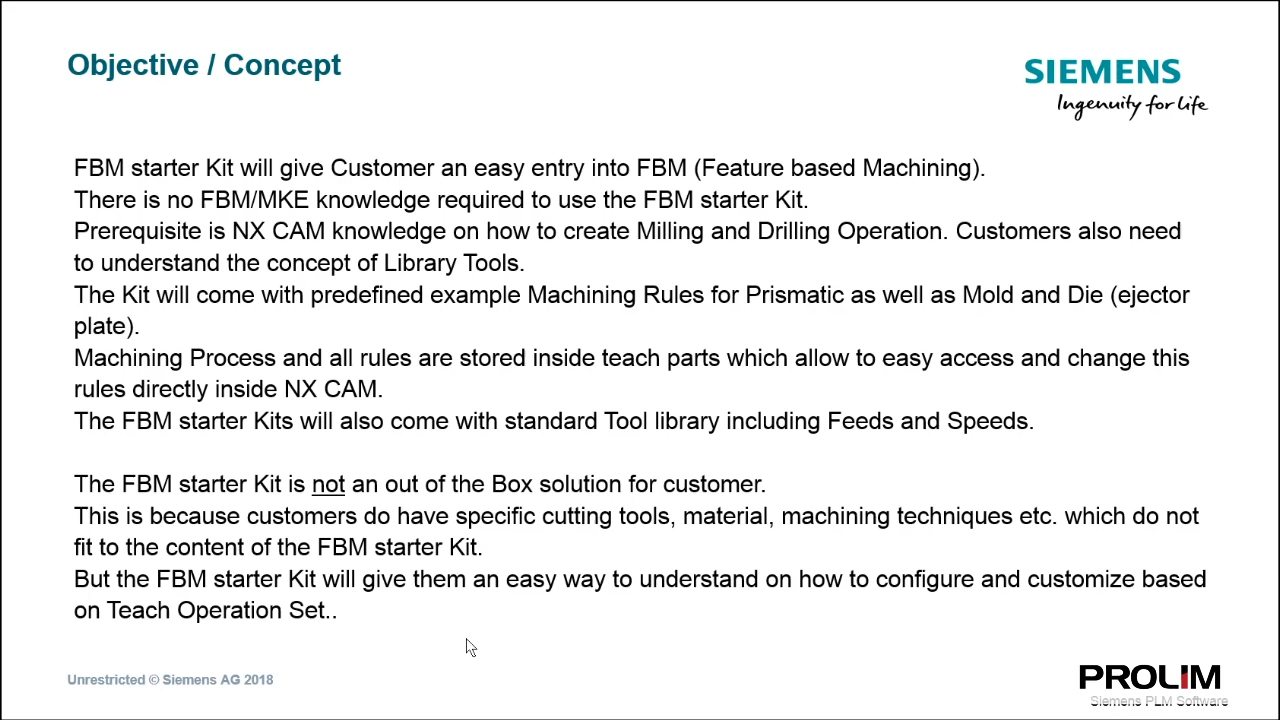 Objective / Concept
SIEMENS
Ingenuity for life
FBM starter Kit will give Customer an easy entry into FBM (Feature based Machining).
There is no FBM/MKE knowledge required to use the FBM starter Kit.
Prerequisite is NX CAM knowledge on how to create Milling and Drilling Operation. Customers also need
to understand the concept of Library Tools.
The Kit will come with predefined example Machining Rules for Prismatic as well as Mold and Die (ejector
plate).
Machining Process and all rules are stored inside teach parts which allow to easy access and change this
rules directly inside NX CAM.
The FBM starter Kits will also come with standard Tool library including Feeds and Speeds.
The FBM starter Kit is not an out of the Box solution for customer.
This is because customers do have specific cutting tools, material, machining techniques etc. which do not
fit to the content of the FBM starter Kit.
But the FBM starter Kit will give them an easy way to understand on how to configure and customize based
on Teach Operation Set..
Unrestricted © Siemens AG 2018
PROLIM
Siemens PLM Software